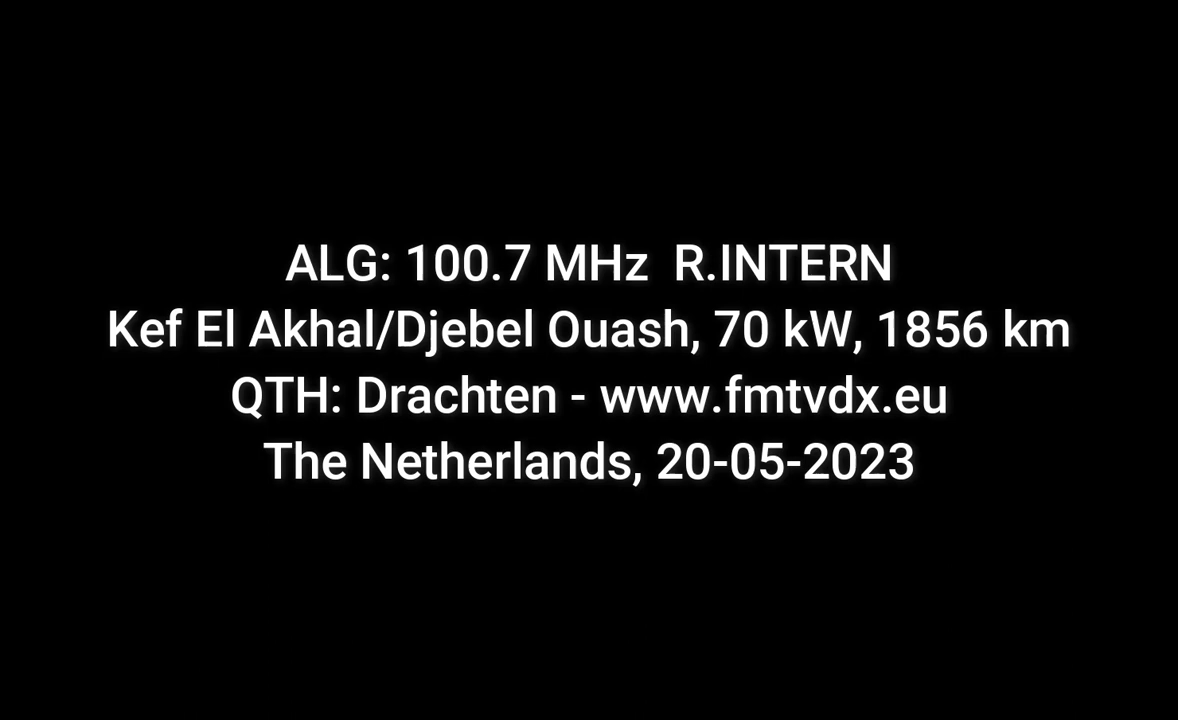 ALG: 100.7 MHz  R.INTERN
Kef El Akhal/Djebel Ouash, 70 kW, 1856 km
QTH: Drachten - www.fmtvdx.eu
The Netherlands, 20-05-2023